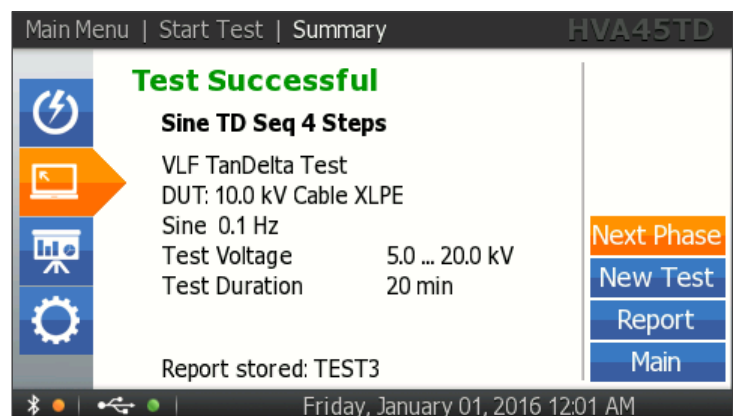 Main Menu | Start Test | Summary HVA45TD
Test Successful
Sine TD Seq 4 Steps
VLF TanDelta Test
DUT: 10.0 kV Cable XLPE
Sine 0.1 Hz
Test Voltage 5.0 ... 20.0 kV
Test Duration 20 min
Report stored: TEST3
Next Phase
New Test
Report
Main
Friday, January 01, 2016 12:01 AM